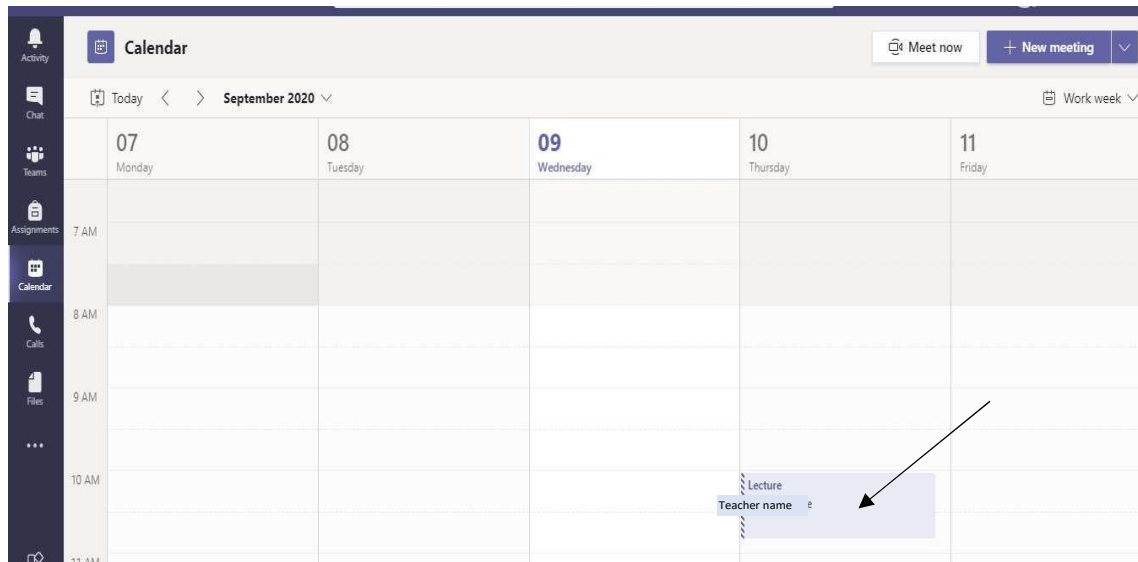 Activity
Chat
Teams
Assignments
Calendar
Calls
Files
Calendar
Meet now
New meeting
Today
September 2020
Work week
07
Monday
08
Tuesday
09
Wednesday
10
Thursday
11
Friday
7 AM
8 AM
9 AM
10 AM
Lecture
Teacher name
11 AM